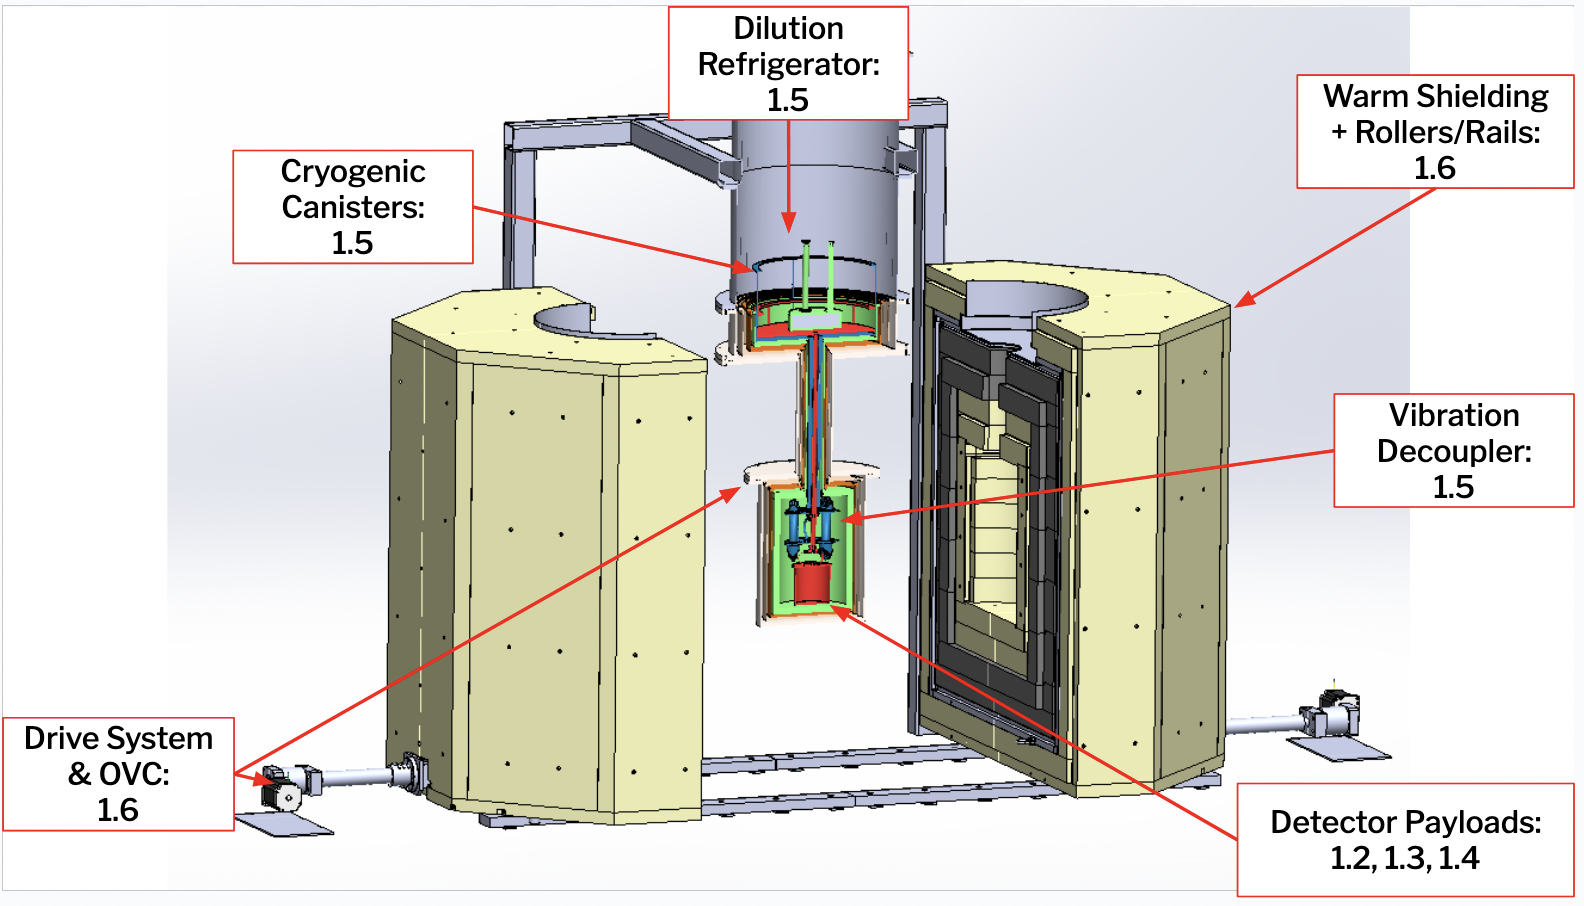 Dilution
Refrigerator:
1.5
Warm Shielding
+ Rollers/Rails:
1.6
Cryogenic
Canisters:
1.5
Vibration
Decoupler:
1.5
Drive System
& OVC:
1.6
Detector Payloads:
1.2, 1.3, 1.4